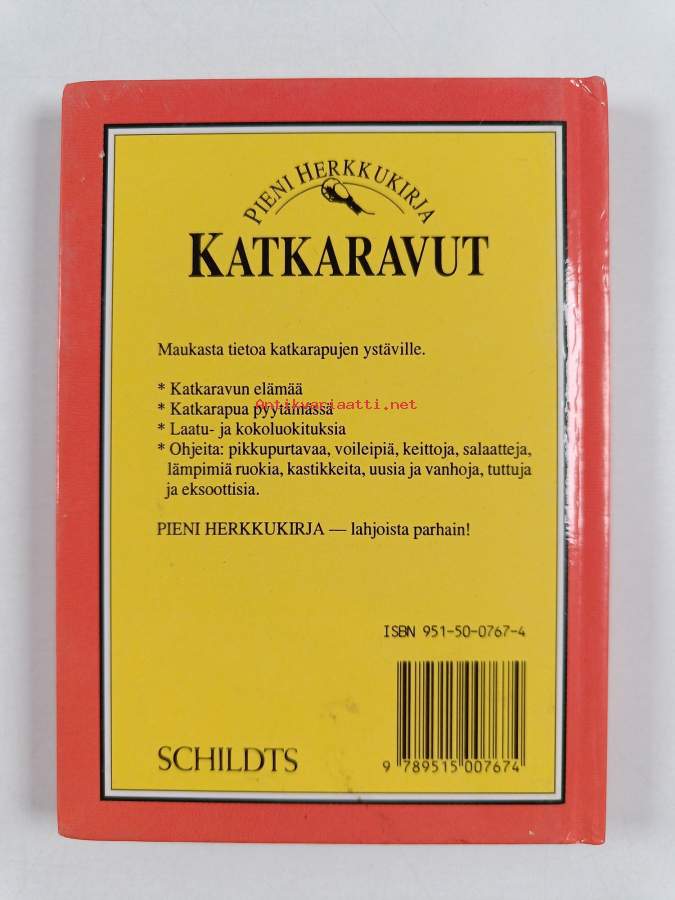 PIENI HERKKUKIRJA
KATKARAVUT
Maukasta tietoa katkarapujen ystäville.
* Katkaravun elämää
Antikvariaatti.net
* Katkarapua pyytämässä
* Laatu- ja kokoluokituksia
* Ohjeita: pikkupurtavaa, voileipiä, keittoja, salaatteja,
lämpimiä ruokia, kastikkeita, uusia ja vanhoja, tuttuja
ja eksoottisia.
PIENI HERKKUKIRJA — lahjoista parhain!
ISBN 951-50-0767-4
SCHILDTS
9 789515 007674